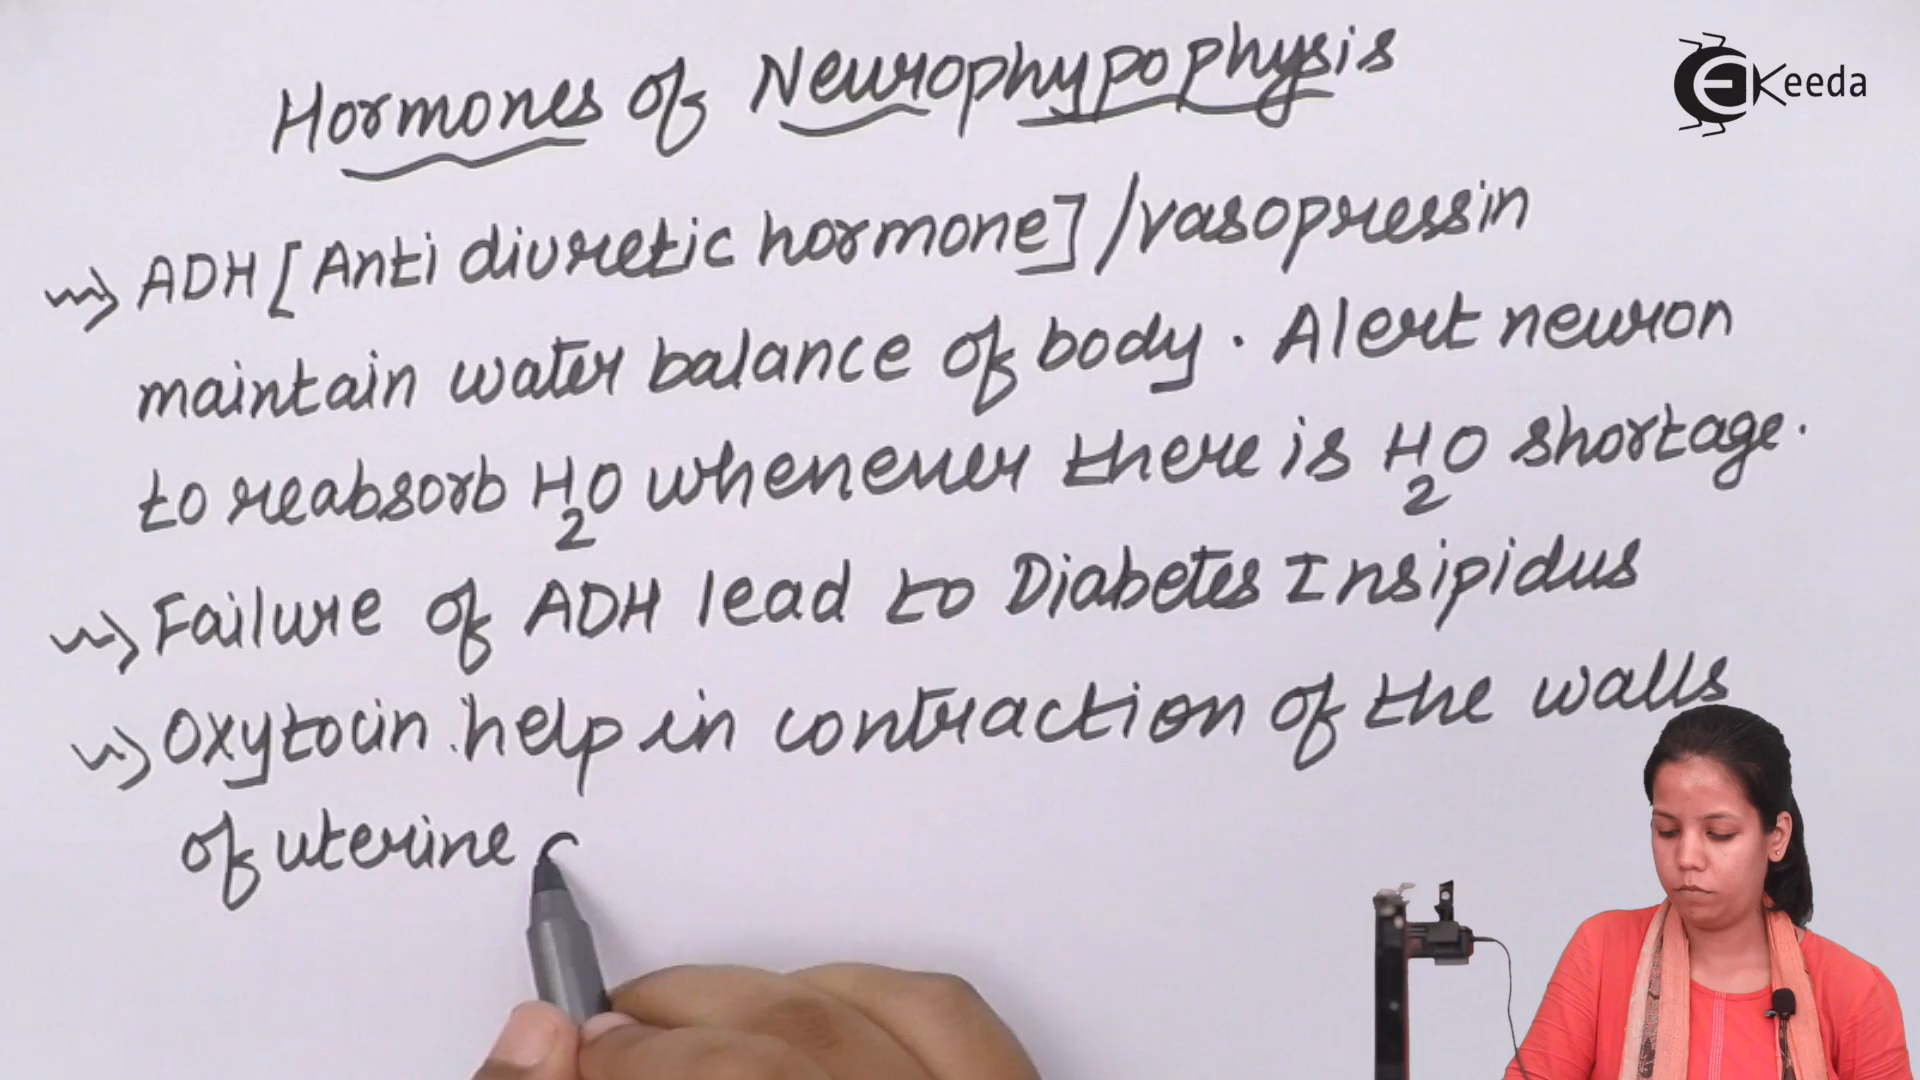 Hormones of Neurophypophysis
EKeeda
⇝ ADH [Anti diuretic hormone] /vasopressin
maintain water balance of body. Alert neuron
to reabsorb H2O whenever there is H2O shortage.
⇝ Failure of ADH lead to Diabetes Insipidus
⇝ Oxytocin help in contraction of the walls
of uterine